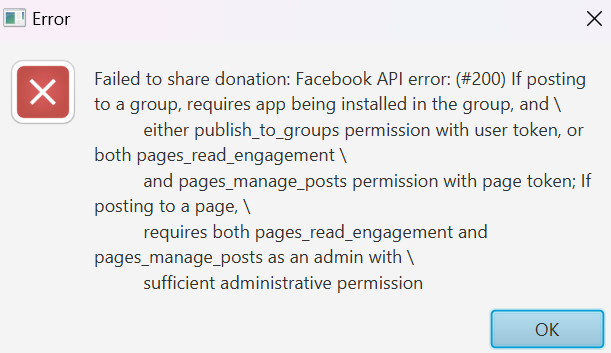 Error
Failed to share donation: Facebook API error: (#200) If posting
to a group, requires app being installed in the group, and \
either publish_to_groups permission with user token, or
both pages_read_engagement \
and pages_manage_posts permission with page token; If
posting to a page, \
requires both pages_read_engagement and
pages_manage_posts as an admin with \
sufficient administrative permission
OK